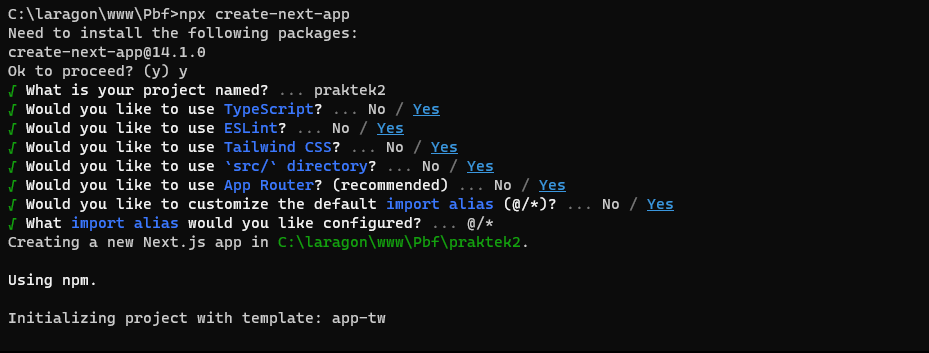 C:\laragon\www\Pbf>npx create-next-app
Need to install the following packages:
create-next-app@14.1.0
Ok to proceed? (y) y
√ What is your project named? ... praktek2
√ Would you like to use TypeScript? ... No / Yes
√ Would you like to use ESLint? ... No / Yes
√ Would you like to use Tailwind CSS? ... No / Yes
√ Would you like to use `src/` directory? ... No / Yes
√ Would you like to use App Router? (recommended) ... No / Yes
√ Would you like to customize the default import alias (@/*)? ... No / Yes
√ What import alias would you like configured? ... @/*
Creating a new Next.js app in C:\laragon\www\Pbf\praktek2.
Using npm.
Initializing project with template: app-tw